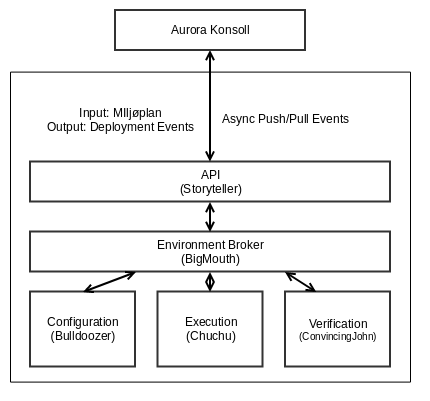 Aurora Konsoll
Input: MIljøplan
Output: Deployment Events
Async Push/Pull Events
API
(Storyteller)
Environment Broker
(BigMouth)
Configuration
(Bulldoozer)
Execution
(Chuchu)
Verification
(ConvincingJohn)